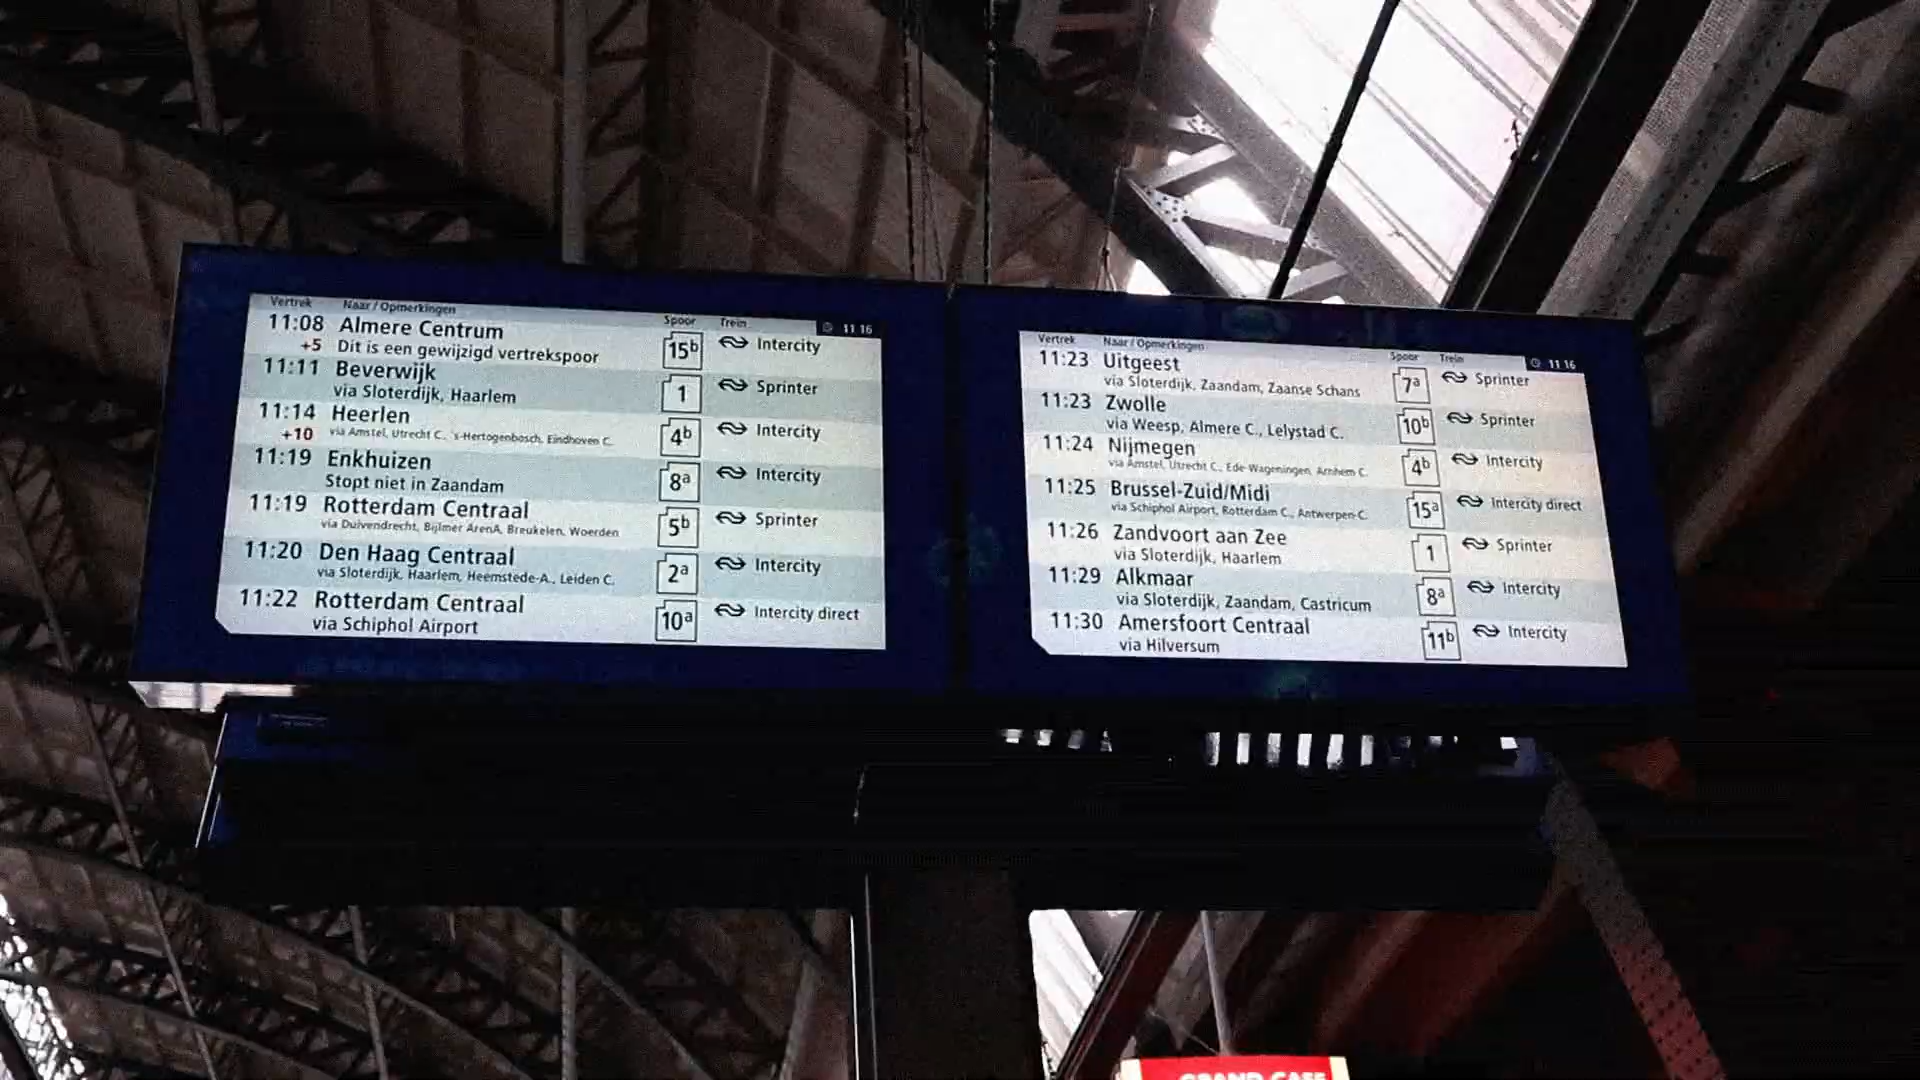 Vertrek Naar / Opmerkingen Spoor Trein 11 16
11:08 Almere Centrum 15b Intercity
+5 Dit is een gewijzigd vertrekspoor
11:11 Beverwijk 1 Sprinter
via Sloterdijk, Haarlem
11:14 Heerlen 4b Intercity
+10 via Amstel, Utrecht C., 's-Hertogenbosch, Eindhoven C.
11:19 Enkhuizen 8a Intercity
Stopt niet in Zaandam
11:19 Rotterdam Centraal 5b Sprinter
via Duivendrecht, Bijlmer ArenA, Breukelen, Woerden
11:20 Den Haag Centraal 2a Intercity
via Sloterdijk, Haarlem, Heemstede-A., Leiden C.
11:22 Rotterdam Centraal 10a Intercity direct
via Schiphol Airport
Vertrek Naar / Opmerkingen Spoor Trein 11 16
11:23 Uitgeest 7a Sprinter
via Sloterdijk, Zaandam, Zaanse Schans
11:23 Zwolle 10b Sprinter
via Weesp, Almere C., Lelystad C.
11:24 Nijmegen 4b Intercity
via Amstel, Utrecht C., Ede-Wageningen, Arnhem C.
11:25 Brussel-Zuid/Midi 15a Intercity direct
via Schiphol Airport, Rotterdam C., Antwerpen-C.
11:26 Zandvoort aan Zee 1 Sprinter
via Sloterdijk, Haarlem
11:29 Alkmaar 8a Intercity
via Sloterdijk, Zaandam, Castricum
11:30 Amersfoort Centraal 11b Intercity
via Hilversum
GRAND CAFE